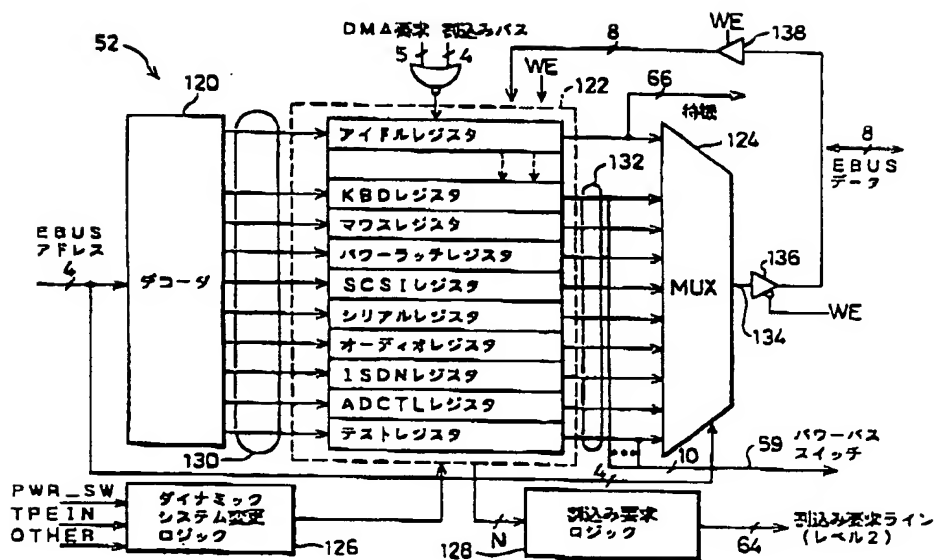 DMA要求 割込みバス
5 4
52
120
WE
8
WE
138
122
66
待機
124
8
EBUS
データ
アイドルレジスタ
132
KBDレジスタ
マウスレジスタ
パワーラッチレジスタ
SCSIレジスタ
シリアルレジスタ
オーディオレジスタ
ISDNレジスタ
ADCTLレジスタ
テストレジスタ
EBUS
アドレス
4
デコーダ
MUX
136
WE
134
130
10
4
59
パワーバス
スイッチ
PWR_SW
TPEIN
OTHER
ダイナミック
システム変更
ロジック
126
N
128
割込み要求
ロジック
64
割込み要求ライン
(レベル2)